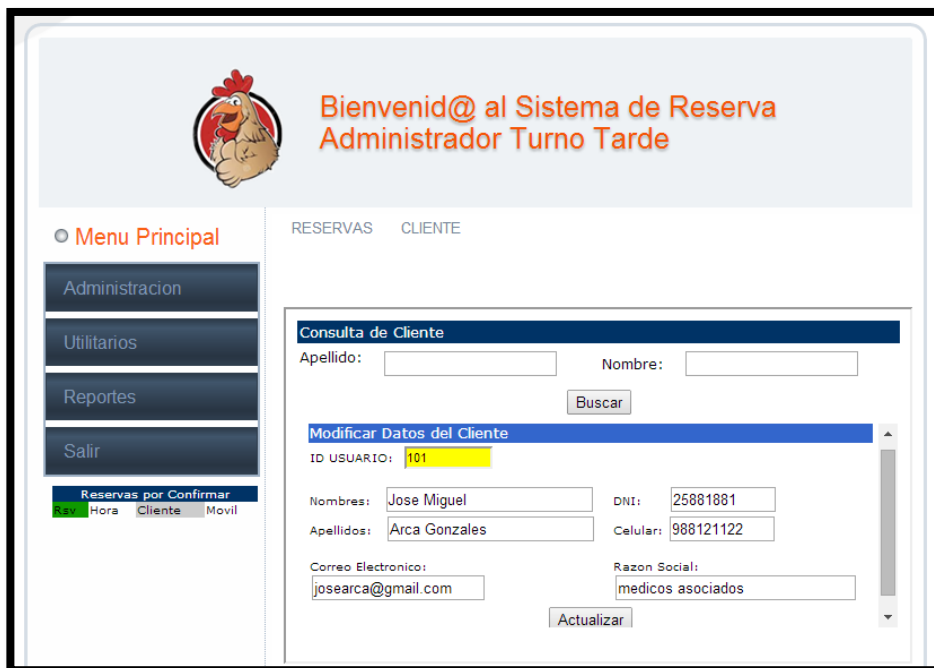 Bienvenid@ al Sistema de Reserva
Administrador Turno Tarde
Menu Principal
Administracion
Utilitarios
Reportes
Salir
Reservas por Confirmar
Rsv Hora Cliente Movil
RESERVAS CLIENTE
Consulta de Cliente
Apellido: Nombre:
Buscar
Modificar Datos del Cliente
ID USUARIO: 101
Nombres: Jose Miguel DNI: 25881881
Apellidos: Arca Gonzales Celular: 988121122
Correo Electronico: Razon Social:
josearca@gmail.com medicos asociados
Actualizar